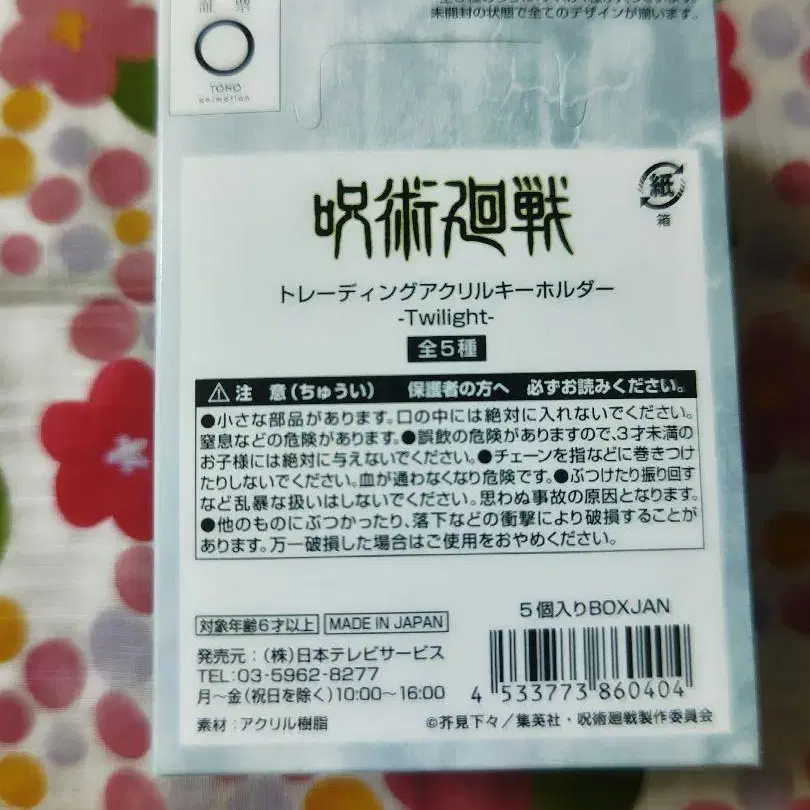 証票
TOHO
animation
未開封の状態で全てのデザインが揃います。
呪術廻戦
紙
箱
トレーディングアクリルキーホルダー
-Twilight-
全5種
⚠注 意(ちゅうい) 保護者の方へ 必ずお読みください。
●小さな部品があります。口の中には絶対に入れないでください。
窒息などの危険があります。●誤飲の危険がありますので、3才未満の
お子様には絶対に与えないでください。●チェーンを指などに巻きつけ
たりしないでください。血が通わなくなり危険です。●ぶつけたり振り回す
など乱暴な扱いはしないでください。思わぬ事故の原因となります。
●他のものにぶつかったり、落下などの衝撃により破損することが
あります。万一破損した場合はご使用をおやめください。
対象年齢6才以上 MADE IN JAPAN
発売元:(株)日本テレビサービス
TEL:03-5962-8277
月～金(祝日を除く)10:00～16:00
素材:アクリル樹脂
5個入りBOXJAN
4 533773 860404
©芥見下々/集英社・呪術廻戦製作委員会